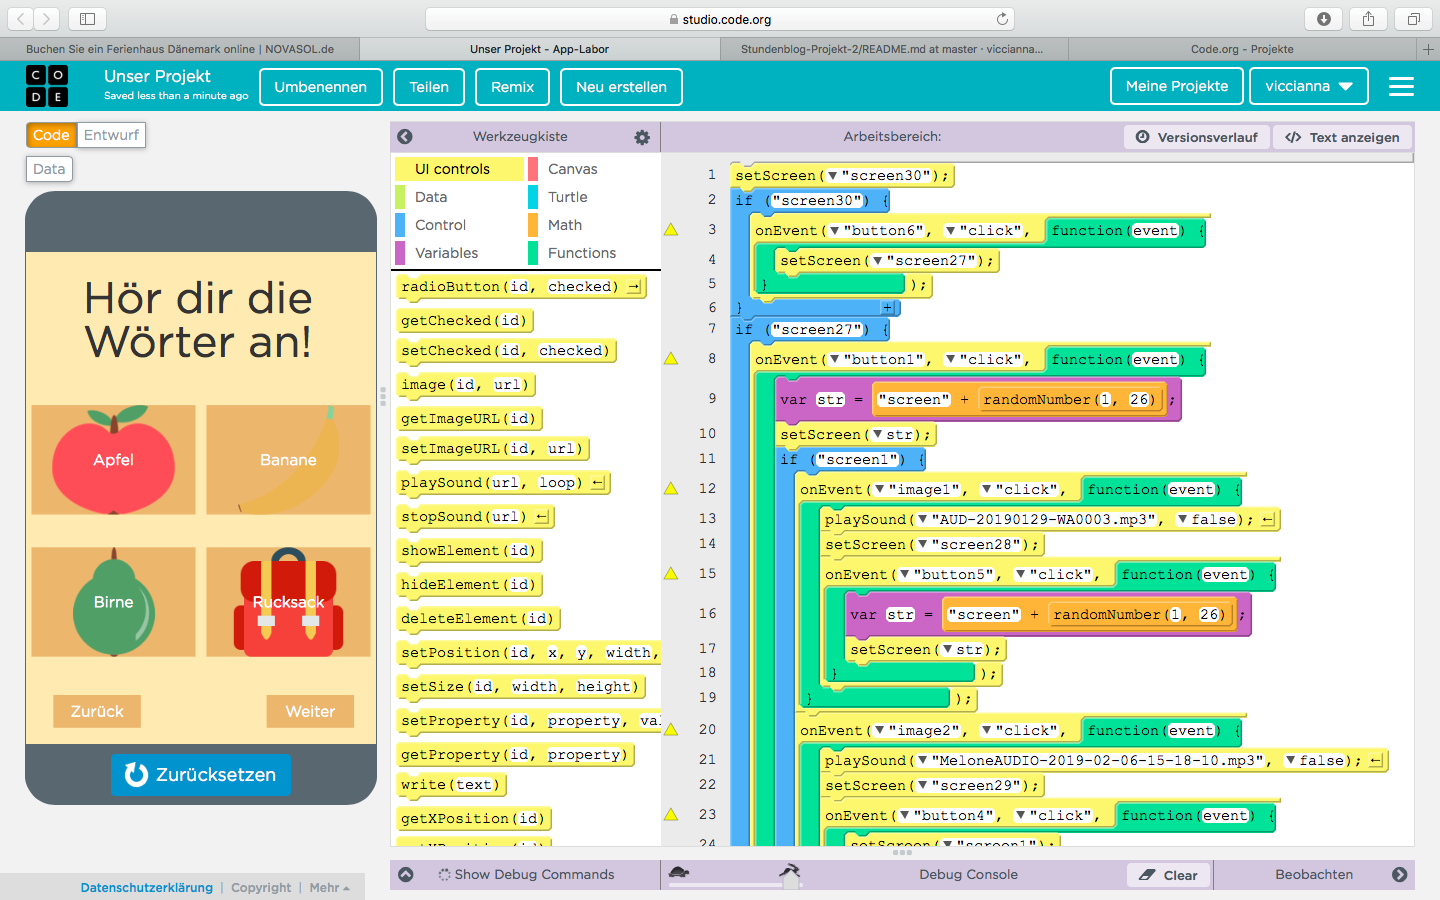 studio.code.org
Buchen Sie ein Ferienhaus Dänemark online | NOVASOL.de
Unser Projekt - App-Labor
Stundenblog-Projekt-2/README.md at master · viccianna...
Code.org - Projekte
C O
D E
Unser Projekt
Saved less than a minute ago
Umbenennen
Teilen
Remix
Neu erstellen
Meine Projekte
viccianna
Code
Entwurf
Data
Hör dir die
Wörter an!
Apfel
Banane
Birne
Rucksack
Zurück
Weiter
Zurücksetzen
Datenschutzerklärung | Copyright | Mehr
Werkzeugkiste
UI controls
Canvas
Data
Turtle
Control
Math
Variables
Functions
radioButton(id, checked)
getChecked(id)
setChecked(id, checked)
image(id, url)
getImageURL(id)
setImageURL(id, url)
playSound(url, loop)
stopSound(url)
showElement(id)
hideElement(id)
deleteElement(id)
setPosition(id, x, y, width,
setSize(id, width, height)
setProperty(id, property, val
getProperty(id, property)
write(text)
getXPosition(id)
Arbeitsbereich:
Versionsverlauf
</> Text anzeigen
1 setScreen("screen30");
2 if ("screen30") {
3 onEvent("button6", "click", function(event) {
4 setScreen("screen27");
5 });
6 }
7 if ("screen27") {
8 onEvent("button1", "click", function(event) {
9 var str = "screen" + randomNumber(1, 26);
10 setScreen(str);
11 if ("screen1") {
12 onEvent("image1", "click", function(event) {
13 playSound("AUD-20190129-WA0003.mp3", false);
14 setScreen("screen28");
15 onEvent("button5", "click", function(event) {
16 var str = "screen" + randomNumber(1, 26);
17 setScreen(str);
18 });
19 });
20 onEvent("image2", "click", function(event) {
21 playSound("MeloneAUDIO-2019-02-06-15-18-10.mp3", false);
22 setScreen("screen29");
23 onEvent("button4", "click", function(event) {
24 setScreen("screen1");
Show Debug Commands
Debug Console
Clear
Beobachten